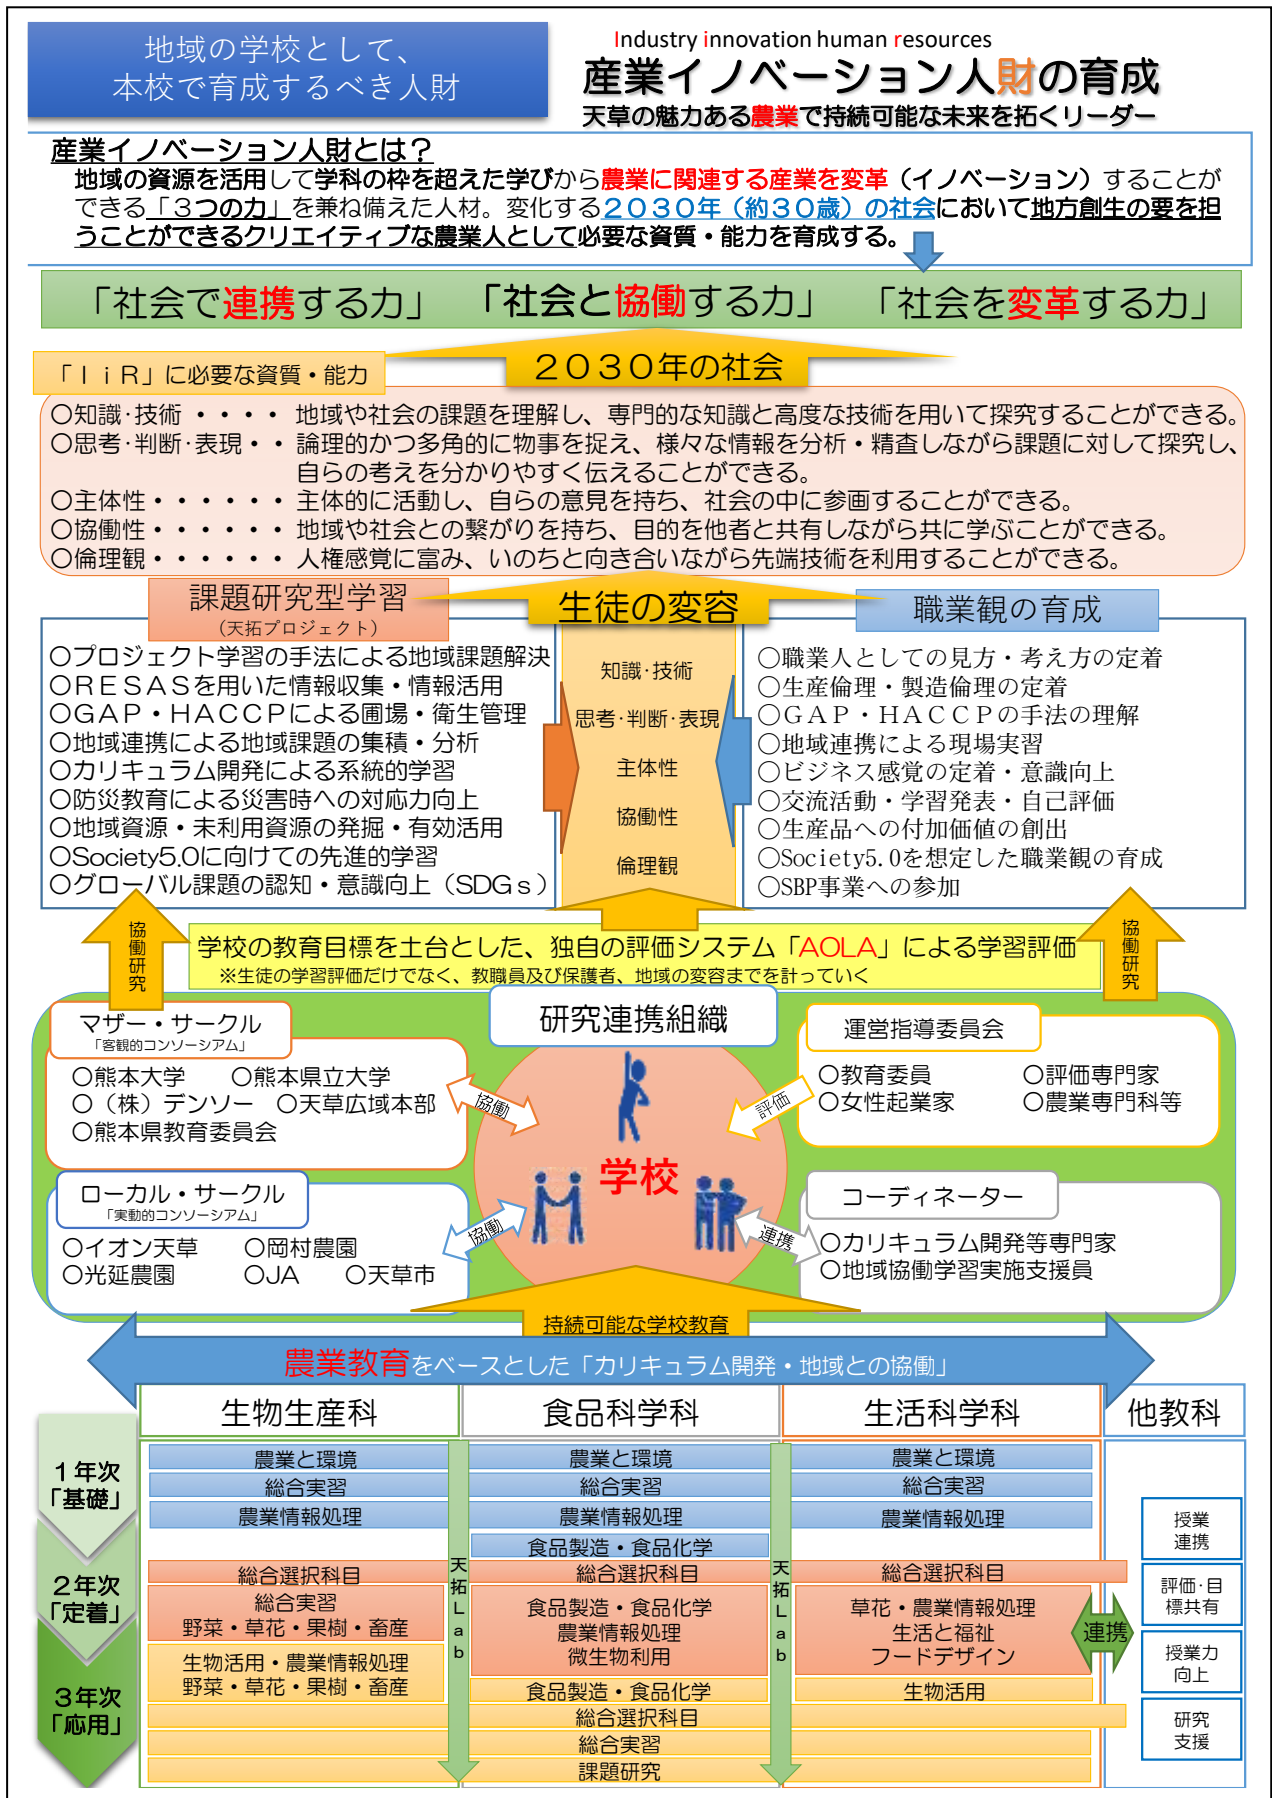 地域の学校として、
本校で育成するべき人財
Industry innovation human resources
産業イノベーション人財の育成
天草の魅力ある農業で持続可能な未来を拓くリーダー
産業イノベーション人財とは？
地域の資源を活用して学科の枠を超えた学びから農業に関連する産業を変革（イノベーション）することが
できる「３つの力」を兼ね備えた人材。変化する２０３０年（約３０歳）の社会において地方創生の要を担
うことができるクリエイティブな農業人として必要な資質・能力を育成する。
「社会で連携する力」　「社会と協働する力」　「社会を変革する力」
２０３０年の社会
「ＩｉＲ」に必要な資質・能力
〇知識・技術・・・・　地域や社会の課題を理解し、専門的な知識と高度な技術を用いて探究することができる。
〇思考・判断・表現・・　論理的かつ多角的に物事を捉え、様々な情報を分析・精査しながら課題に対して探究し、
自らの考えを分かりやすく伝えることができる。
〇主体性・・・・・・　主体的に活動し、自らの意見を持ち、社会の中に参画することができる。
〇協働性・・・・・・　地域や社会との繋がりを持ち、目的を他者と共有しながら共に学ぶことができる。
〇倫理観・・・・・・　人権感覚に富み、いのちと向き合いながら先端技術を利用することができる。
課題研究型学習
（天拓プロジェクト）
〇プロジェクト学習の手法による地域課題解決
〇ＲＥＳＡＳを用いた情報収集・情報活用
〇ＧＡＰ・ＨＡＣＣＰによる圃場・衛生管理
〇地域連携による地域課題の集積・分析
〇カリキュラム開発による系統的学習
〇防災教育による災害時への対応力向上
〇地域資源・未利用資源の発掘・有効活用
〇Society5.0に向けての先進的学習
〇グローバル課題の認知・意識向上（SDGｓ）
生徒の変容
知識・技術
思考・判断・表現
主体性
協働性
倫理観
職業観の育成
〇職業人としての見方・考え方の定着
〇生産倫理・製造倫理の定着
〇ＧＡＰ・ＨＡＣＣＰの手法の理解
〇地域連携による現場実習
〇ビジネス感覚の定着・意識向上
〇交流活動・学習発表・自己評価
〇生産品への付加価値の創出
〇Society5.0を想定した職業観の育成
〇SBP事業への参加
協働研究
学校の教育目標を土台とした、独自の評価システム「AOLA」による学習評価
※生徒の学習評価だけでなく、教職員及び保護者、地域の変容までを計っていく
協働研究
研究連携組織
マザー・サークル
「客観的コンソーシアム」
〇熊本大学　〇熊本県立大学
〇（株）デンソー　〇天草広域本部
〇熊本県教育委員会
協働
運営指導委員会
〇教育委員　〇評価専門家
〇女性起業家　〇農業専門科等
評価
学校
ローカル・サークル
「実動的コンソーシアム」
〇イオン天草　〇岡村農園
〇光延農園　〇JA　〇天草市
協働
コーディネーター
〇カリキュラム開発等専門家
〇地域協働学習実施支援員
連携
持続可能な学校教育
農業教育をベースとした「カリキュラム開発・地域との協働」
生物生産科　食品科学科　生活科学科　他教科
１年次
「基礎」
２年次
「定着」
３年次
「応用」
農業と環境
総合実習
農業情報処理
総合選択科目
総合実習
野菜・草花・果樹・畜産
生物活用・農業情報処理
野菜・草花・果樹・畜産
天拓Ｌａｂ
農業と環境
総合実習
農業情報処理
食品製造・食品化学
総合選択科目
食品製造・食品化学
農業情報処理
微生物利用
食品製造・食品化学
総合選択科目
総合実習
課題研究
天拓Ｌａｂ
農業と環境
総合実習
農業情報処理
総合選択科目
草花・農業情報処理
生活と福祉
フードデザイン
生物活用
連携
授業
連携
評価・目
標共有
授業力
向上
研究
支援